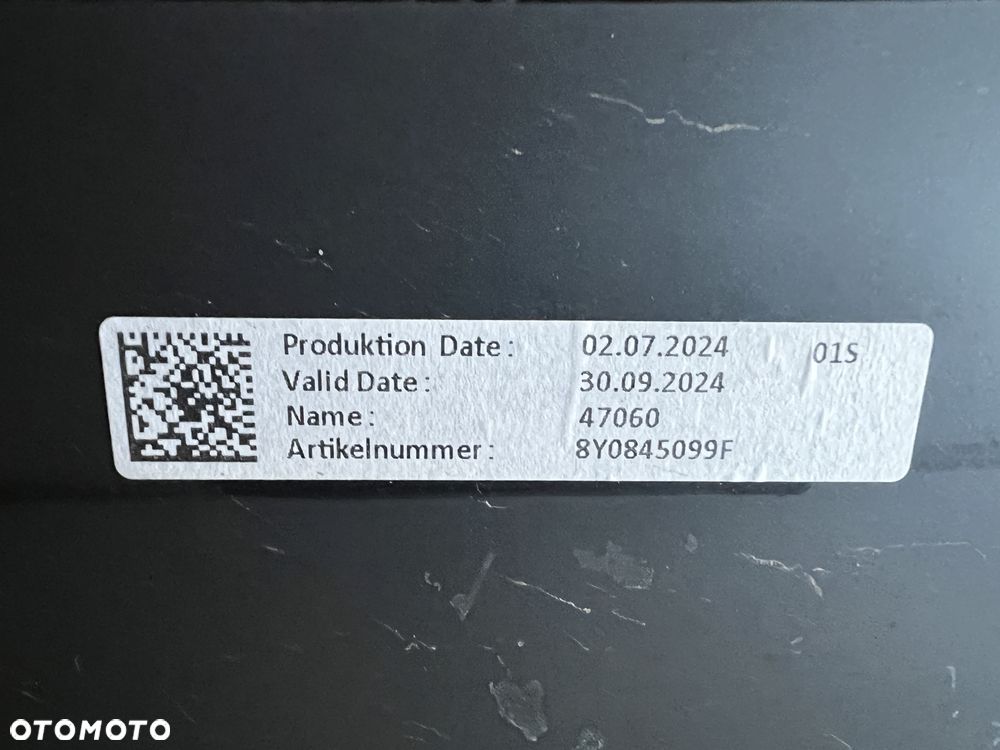 Produktion Date: 02.07.2024 01S
Valid Date: 30.09.2024
Name: 47060
Artikelnummer: 8Y0845099F
OTOMOTO